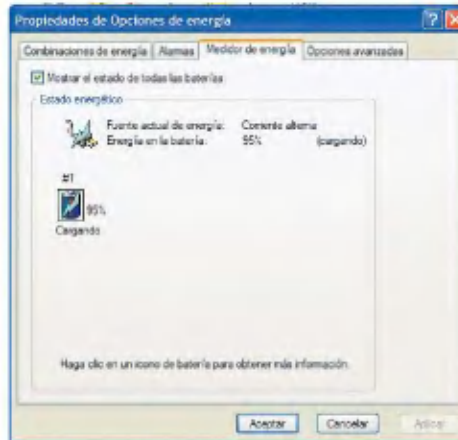 Propiedades de Opciones de energía
Combinaciones de energía Alarmas Medidor de energía Opciones avanzadas
Mostrar el estado de todas las baterías
Estado energético
Fuente actual de energía: Corriente alterna
Energía en la batería: 95% (cargando)
#1
95%
Cargando
Haga clic en un icono de batería para obtener más información.
Aceptar Cancelar Aplicar